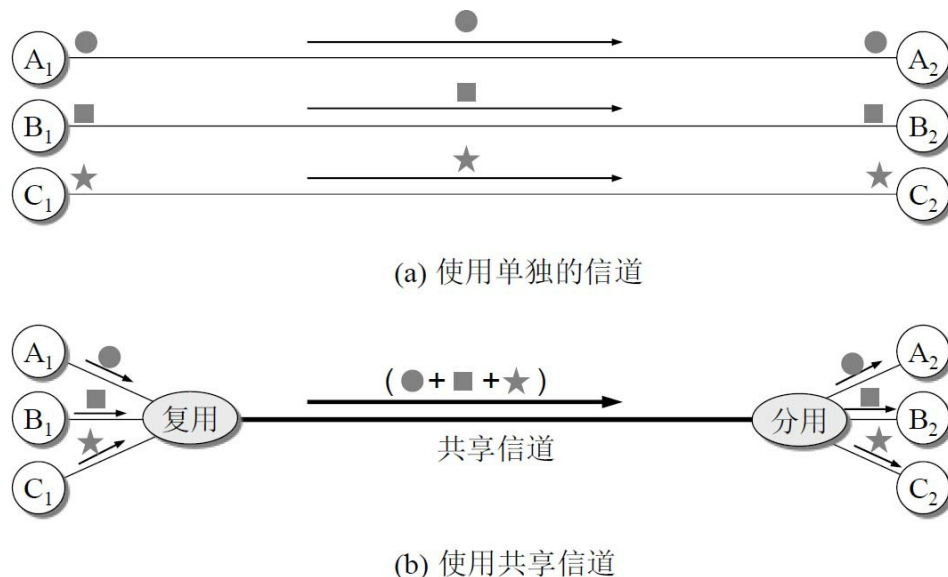 A₁ A₂
B₁ B₂
C₁ C₂
(a) 使用单独的信道
A₁ A₂
( + + )
B₁ 复用 分用 B₂
共享信道
C₁ C₂
(b) 使用共享信道